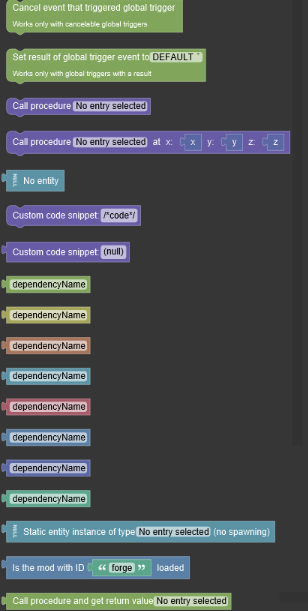 Cancel event that triggered global trigger
Works only with cancelable global triggers
Set result of global trigger event to DEFAULT
Works only with global triggers with a result
Call procedure No entry selected
Call procedure No entry selected at x: x y: y z: z
No entity
Custom code snippet: /*code*/
Custom code snippet: (null)
dependencyName
dependencyName
dependencyName
dependencyName
dependencyName
dependencyName
dependencyName
dependencyName
Static entity instance of type No entry selected (no spawning)
Is the mod with ID “ forge ” loaded
Call procedure and get return value No entry selected